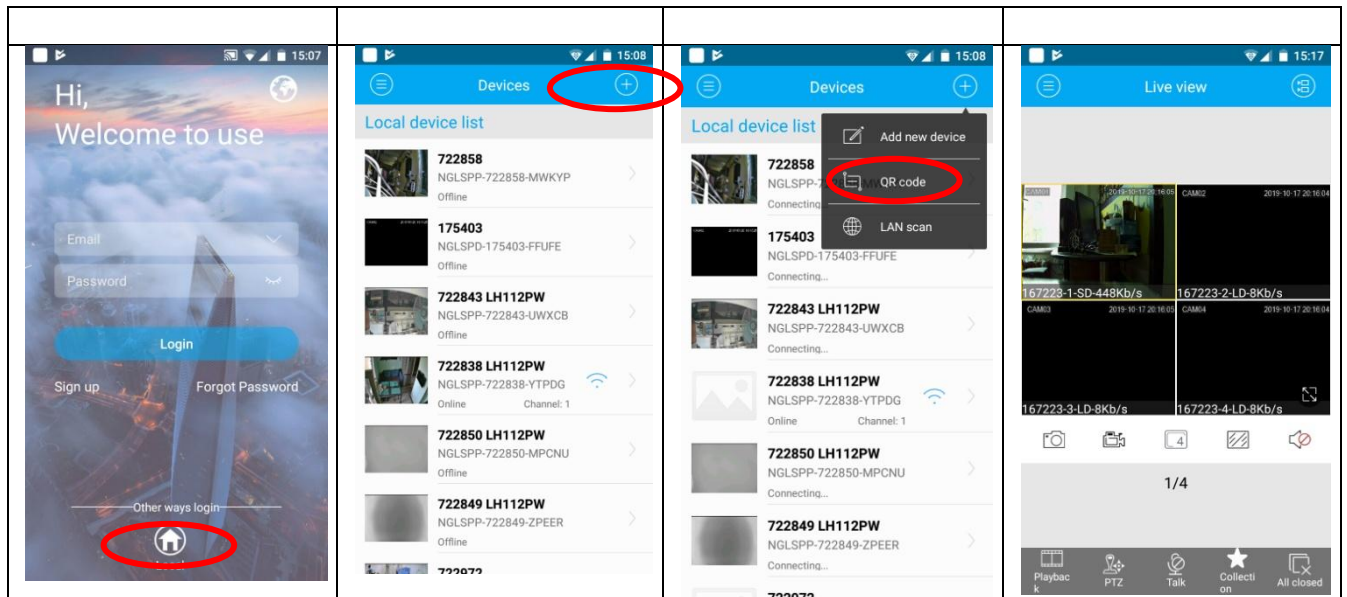 15:07
Hi,
Welcome to use
Email
Password
Login
Sign up
Forgot Password
Other ways login
Local
15:08
Devices
Local device list
722858
NGLSPP-722858-MWKYP
Offline
175403
NGLSPD-175403-FFUFE
Offline
722843 LH112PW
NGLSPP-722843-UWXCB
Offline
722838 LH112PW
NGLSPP-722838-YTPDG
Online Channel: 1
722850 LH112PW
NGLSPP-722850-MPCNU
Offline
722849 LH112PW
NGLSPP-722849-ZPEER
Offline
722972
15:08
Devices
Local device list
Add new device
QR code
LAN scan
722858
Connecting...
175403
NGLSPD-175403-FFUFE
Connecting...
722843 LH112PW
NGLSPP-722843-UWXCB
Connecting...
722838 LH112PW
NGLSPP-722838-YTPDG
Online Channel: 1
722850 LH112PW
NGLSPP-722850-MPCNU
Connecting...
722849 LH112PW
NGLSPP-722849-ZPEER
Connecting...
722972
15:17
Live view
CAM01 2019-10-17 20:16:05
167223-1-SD-448Kb/s
CAM02 2019-10-17 20:16:04
167223-2-LD-8Kb/s
CAM03 2019-10-17 20:16:05
167223-3-LD-8Kb/s
CAM04 2019-10-17 20:16:04
167223-4-LD-8Kb/s
4
1/4
Playbac
k
PTZ
Talk
Collecti
on
All closed